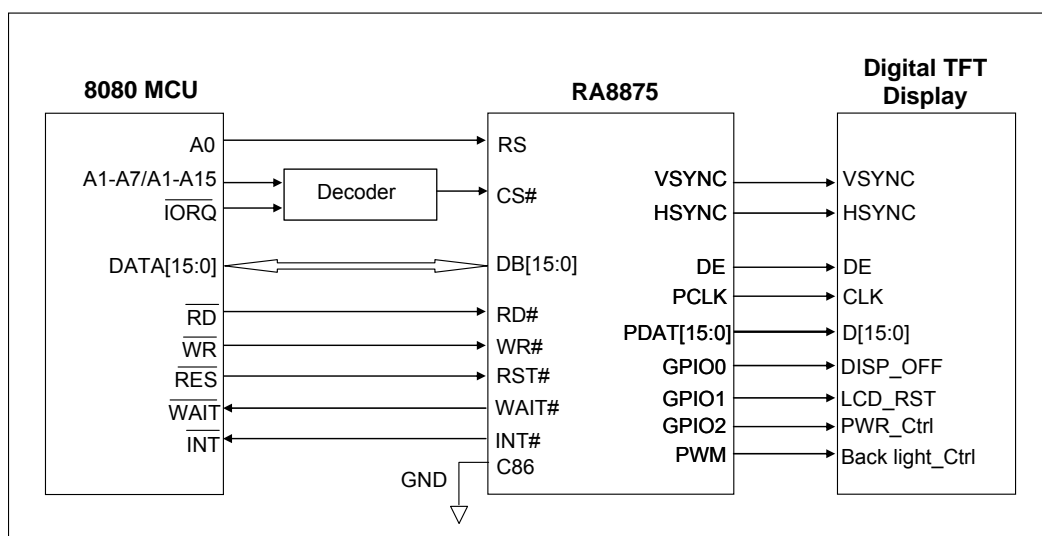 8080 MCU
A0
A1-A7/A1-A15
IORQ
DATA[15:0]
RD
WR
RES
WAIT
INT
Decoder
RA8875
RS
CS#
DB[15:0]
RD#
WR#
RST#
WAIT#
INT#
C86
GND
VSYNC
HSYNC
DE
PCLK
PDAT[15:0]
GPIO0
GPIO1
GPIO2
PWM
Digital TFT
Display
VSYNC
HSYNC
DE
CLK
D[15:0]
DISP_OFF
LCD_RST
PWR_Ctrl
Back light_Ctrl